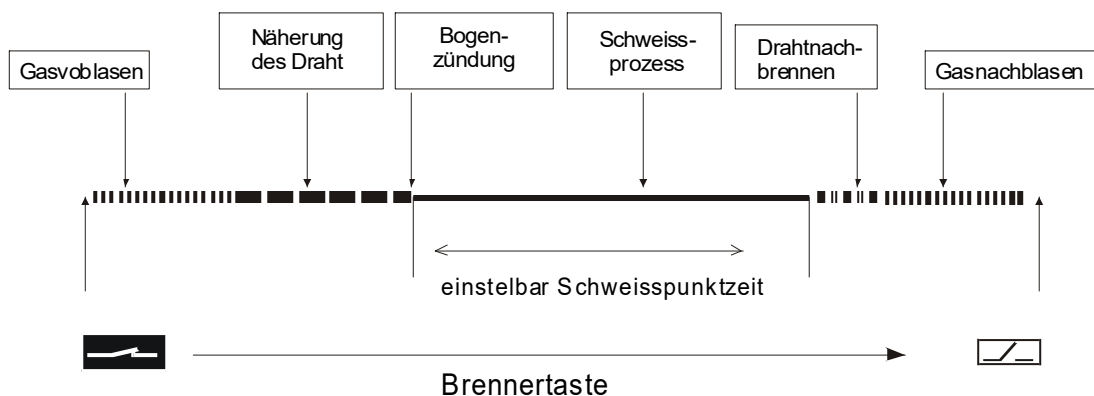 Gasvoblasen
Näherung
des Draht
Bogen-
zündung
Schweiss-
prozess
Drahtnach-
brennen
Gasnachblasen
einstelbar Schweisspunktzeit
Brennertaste